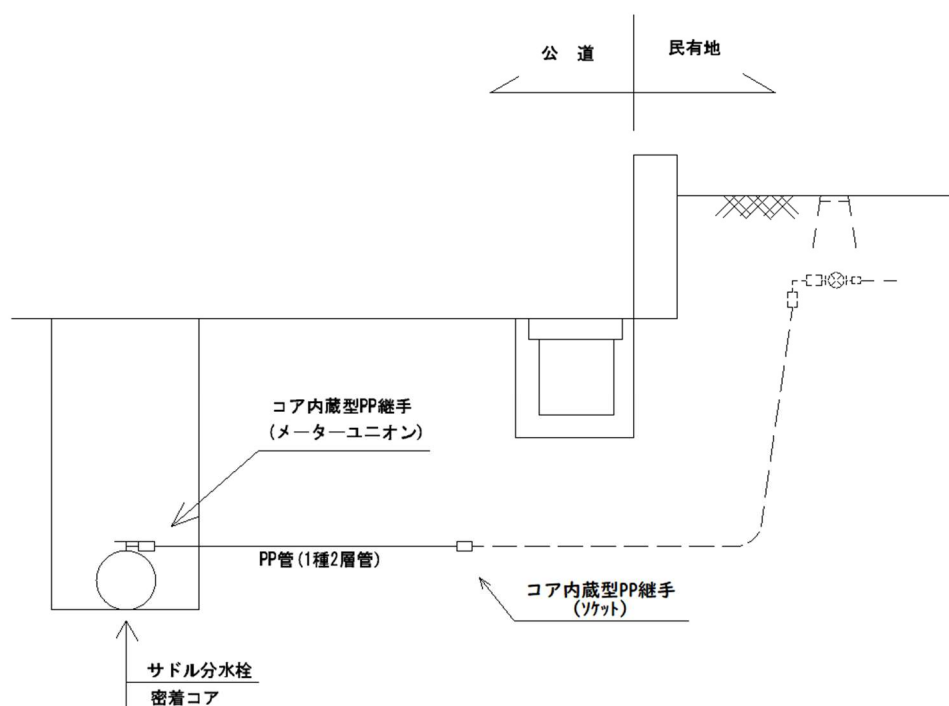 公 道
民有地
コア内蔵型PP継手
(メーターユニオン)
PP管(1種2層管)
コア内蔵型PP継手
(ソケット)
サドル分水栓
密着コア